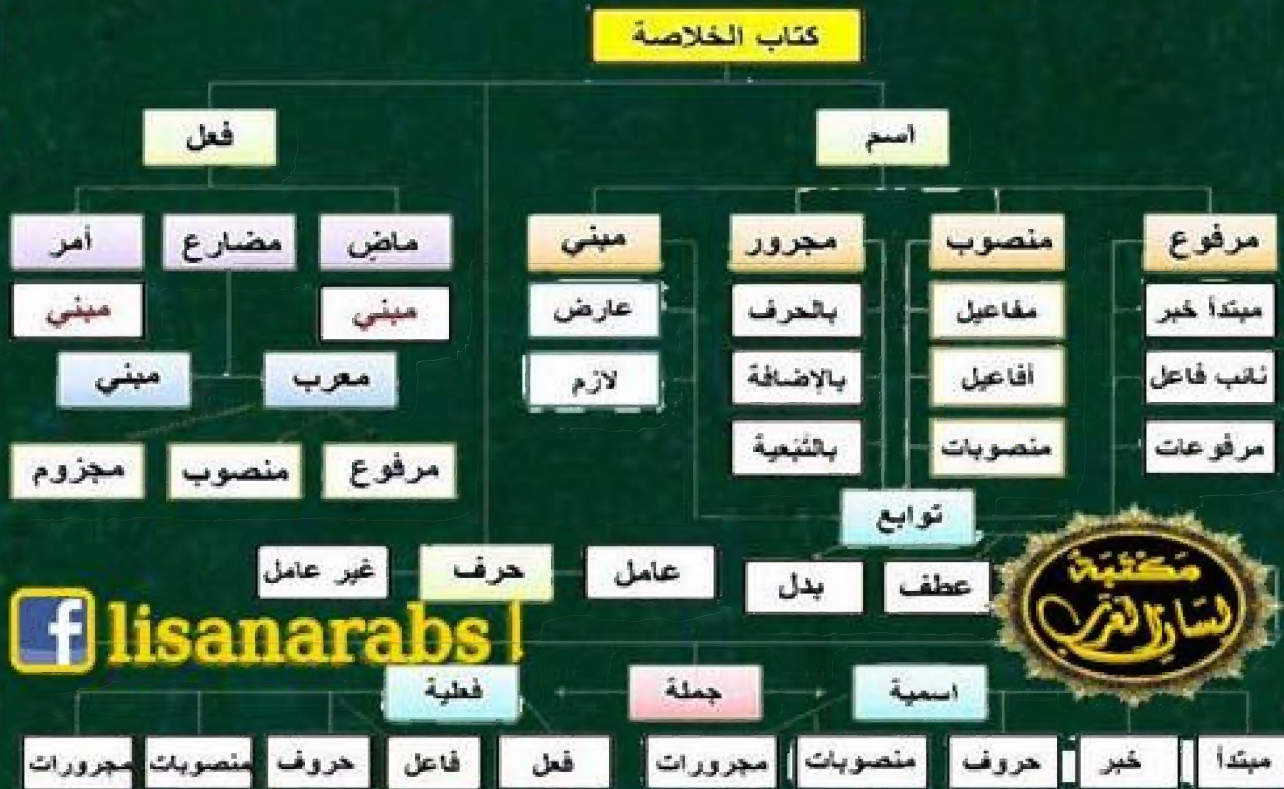 كتاب الخلاصة
اسم
فعل
مرفوع
منصوب
مجرور
مبني
ماضٍ
مضارع
أمر
مبتدأ خبر
مفاعيل
بالحرف
عارض
مبني
مبني
نائب فاعل
أفاعيل
بالإضافة
لازم
معرب
مبني
مرفوعات
منصوبات
بالتبعية
مرفوع
منصوب
مجزوم
توابع
عطف
بدل
عامل
حرف
غير عامل
مكتبة
لسان العرب
lisanarabs
اسمية
جملة
فعلية
مبتدأ
خبر
حروف
منصوبات
مجرورات
فعل
فاعل
حروف
منصوبات
مجرورات